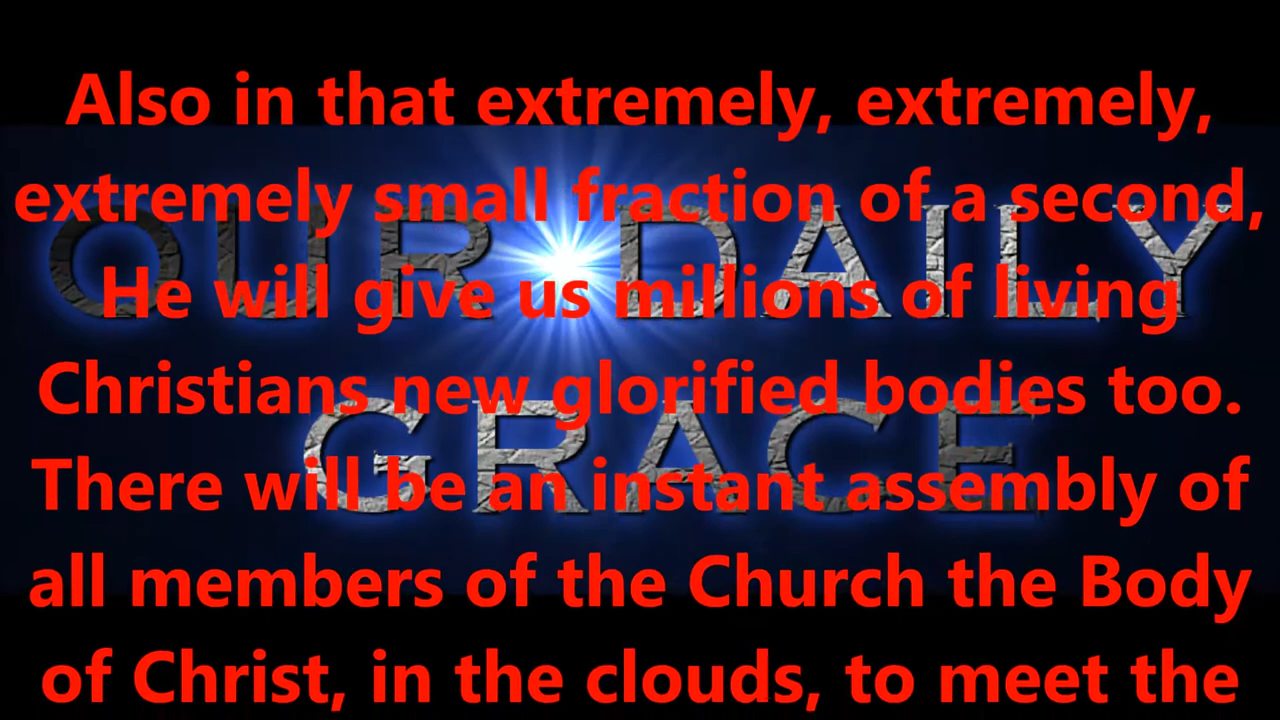 Also in that extremely, extremely,
extremely small fraction of a second,
OUR DAILY
He will give us millions of living
Christians new glorified bodies too.
GRACE
There will be an instant assembly of
all members of the Church the Body
of Christ, in the clouds, to meet the